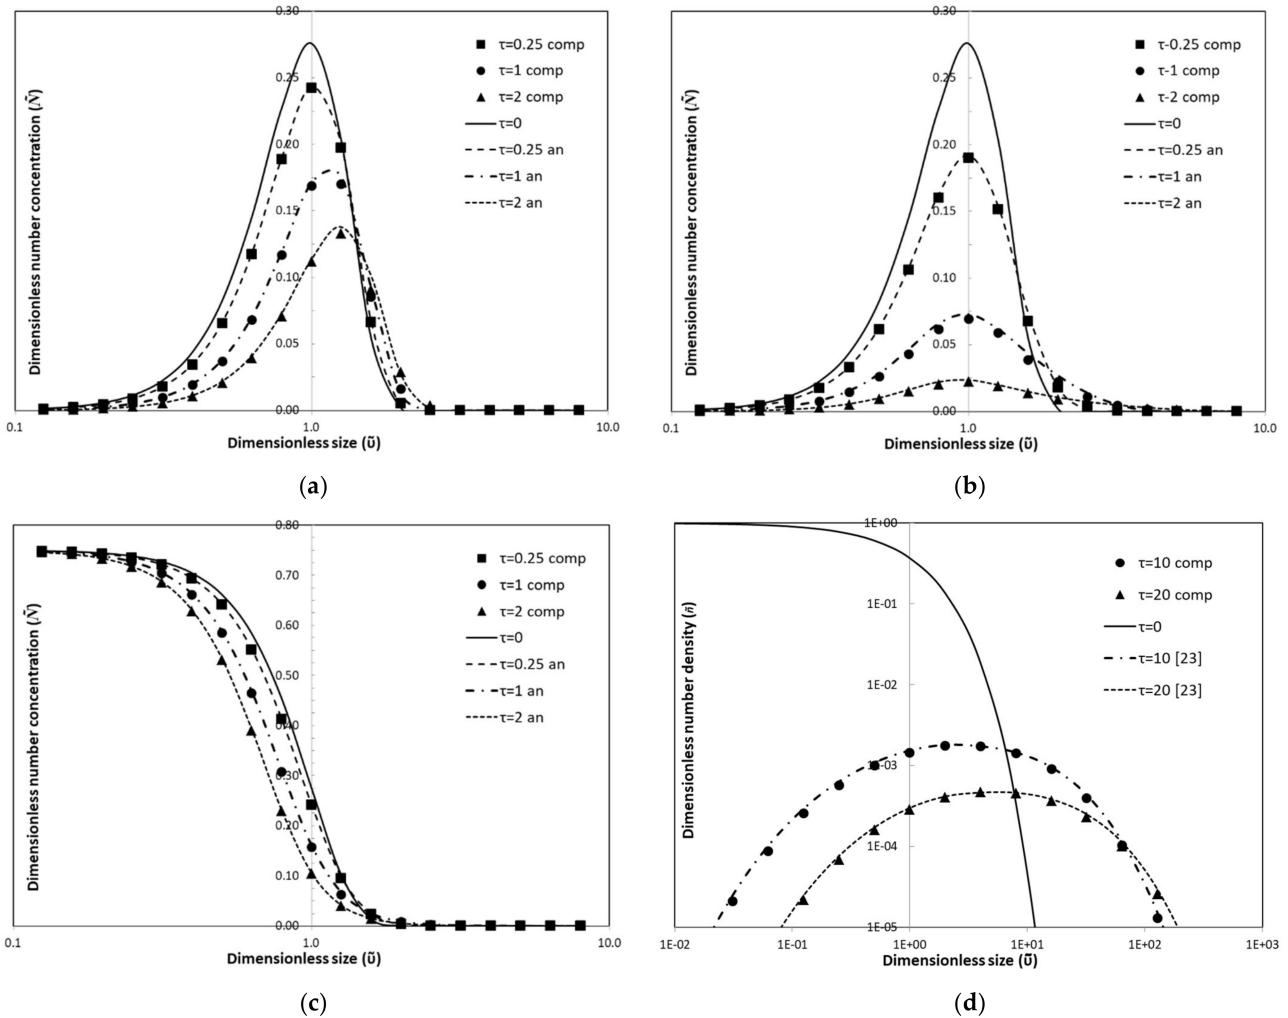 0.30
0.25
0.20
0.15
0.10
0.05
0.00
0.1
1.0
10.0
Dimensionless number concentration (Ñ)
Dimensionless size (ῦ)
τ=0.25 comp
τ=1 comp
τ=2 comp
τ=0
τ=0.25 an
τ=1 an
τ=2 an
(a)
0.30
0.25
0.20
0.15
0.10
0.05
0.00
0.1
1.0
10.0
Dimensionless number concentration (Ñ)
Dimensionless size (ῦ)
τ-0.25 comp
τ-1 comp
τ-2 comp
τ=0
τ=0.25 an
τ=1 an
τ=2 an
(b)
0.80
0.70
0.60
0.50
0.40
0.30
0.20
0.10
0.00
0.1
1.0
10.0
Dimensionless number concentration (Ñ)
Dimensionless size (ῦ)
τ=0.25 comp
τ=1 comp
τ=2 comp
τ=0
τ=0.25 an
τ=1 an
τ=2 an
(c)
1E+00
1E-01
1E-02
1E-03
1E-04
1E-05
1E-02
1E-01
1E+00
1E+01
1E+02
1E+03
Dimensionless number density (ñ)
Dimensionless size (ῦ)
τ=10 comp
τ=20 comp
τ=0
τ=10 [23]
τ=20 [23]
(d)